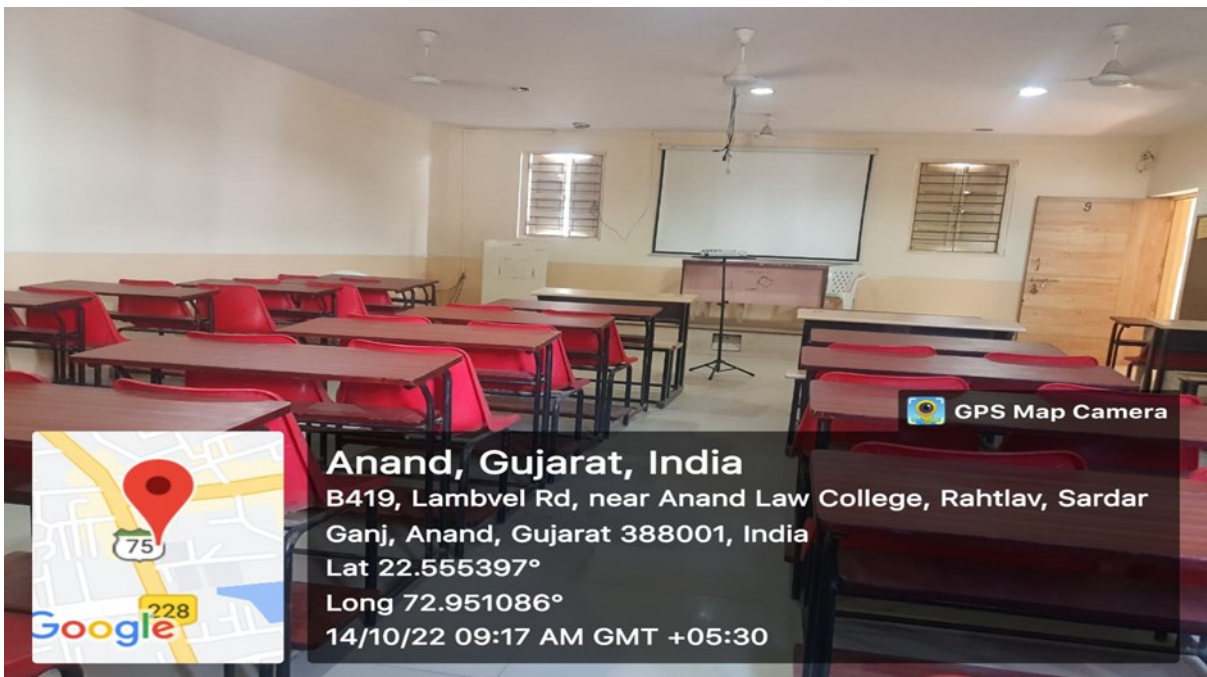 9
GPS Map Camera
Anand, Gujarat, India
B419, Lambvel Rd, near Anand Law College, Rahtlav, Sardar
Ganj, Anand, Gujarat 388001, India
Lat 22.555397°
Long 72.951086°
14/10/22 09:17 AM GMT +05:30
75
228
Google